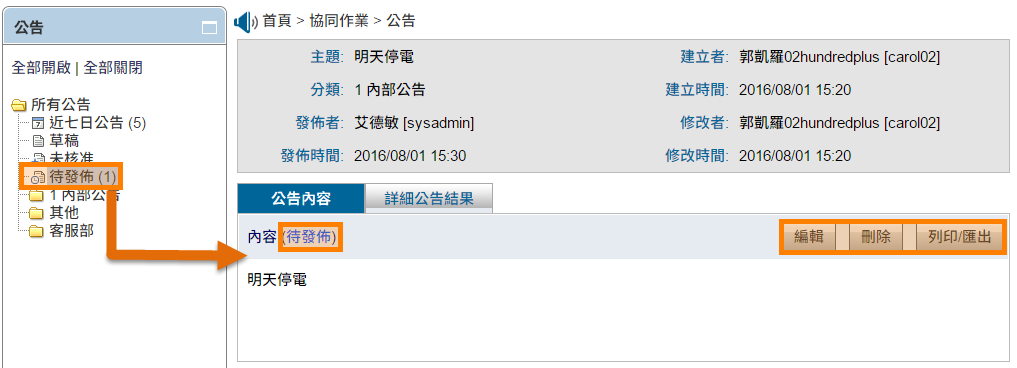 公告
全部開啟 | 全部關閉
所有公告
近七日公告 (5)
草稿
未核准
待發佈 (1)
1 內部公告
其他
客服部
首頁 > 協同作業 > 公告
主題: 明天停電 建立者: 郭凱羅02hundredplus [carol02]
分類: 1 內部公告 建立時間: 2016/08/01 15:20
發佈者: 艾德敏 [sysadmin] 修改者: 郭凱羅02hundredplus [carol02]
發佈時間: 2016/08/01 15:30 修改時間: 2016/08/01 15:20
公告內容 詳細公告結果
內容 (待發佈) 編輯 刪除 列印/匯出
明天停電